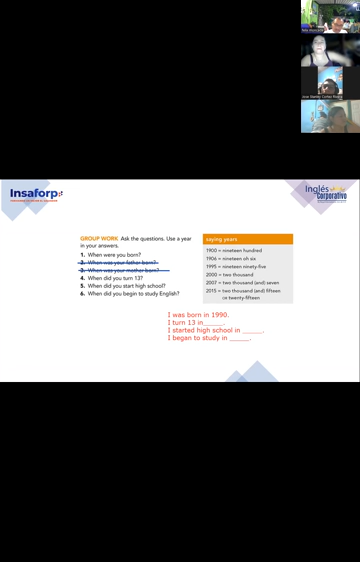 Insaforp
Inglés
Corporativo
GROUP WORK Ask the questions. Use a year
in your answers.
1. When were you born?
2. When was your father born?
3. When was your mother born?
4. When did you turn 13?
5. When did you start high school?
6. When did you begin to study English?
saying years
1900 = nineteen hundred
1906 = nineteen oh six
1995 = nineteen ninety-five
2000 = two thousand
2007 = two thousand (and) seven
2015 = two thousand (and) fifteen
or twenty-fifteen
I was born in 1990.
I turn 13 in_____.
I started high school in _____.
I began to study in _____.